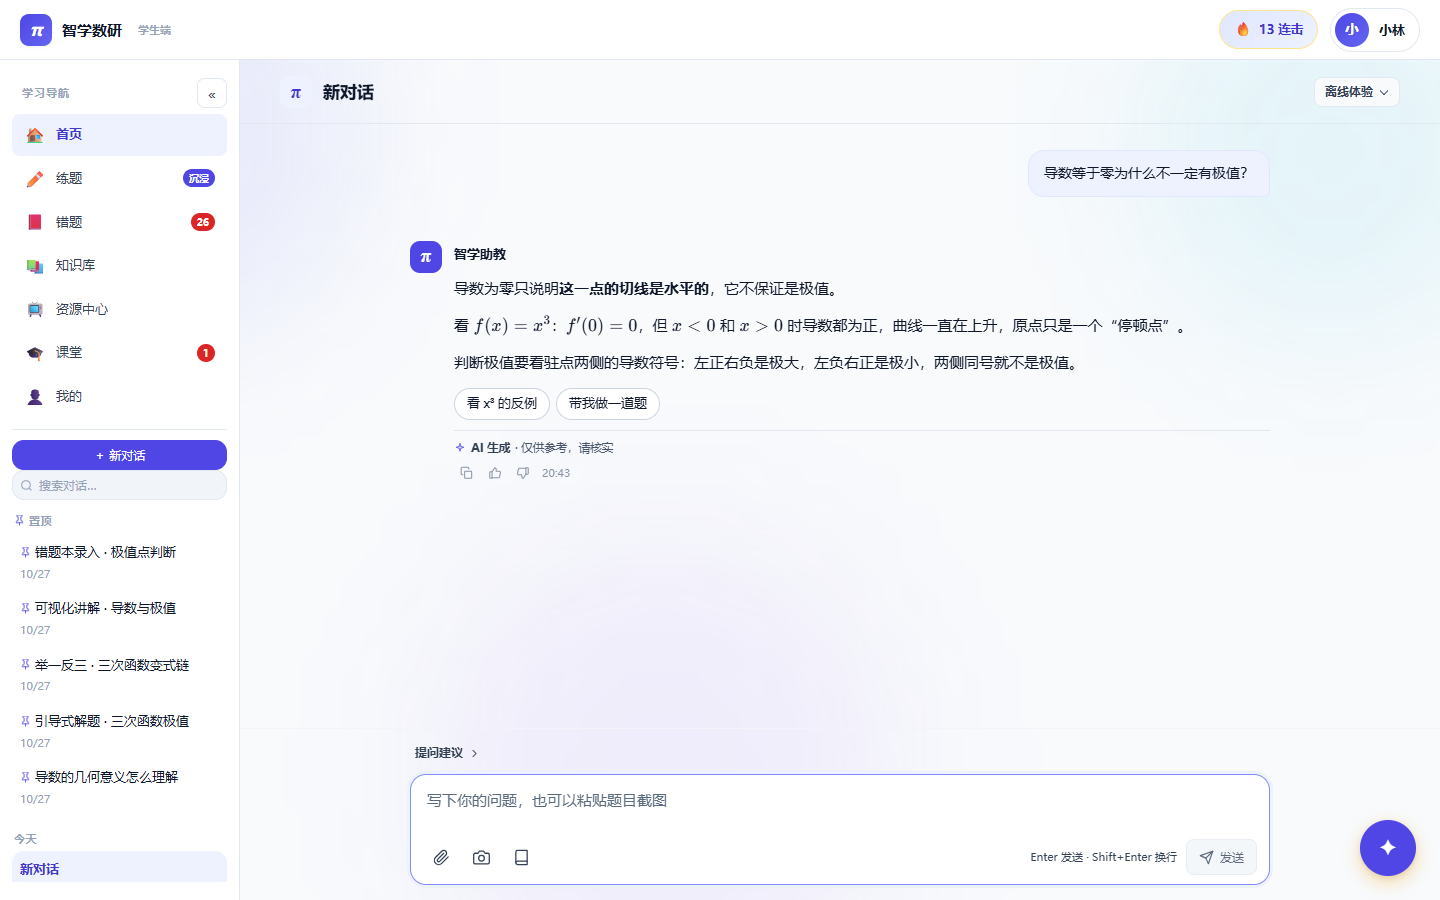 π 智学数研 学生端
13 连击
小 小林
学习导航 «
首页
练题 沉浸
错题 26
知识库
资源中心
课堂 1
我的
+ 新对话
搜索对话...
置顶
错题本录入 · 极值点判断
10/27
可视化讲解 · 导数与极值
10/27
举一反三 · 三次函数变式链
10/27
引导式解题 · 三次函数极值
10/27
导数的几何意义怎么理解
10/27
今天
新对话
π 新对话
离线体验
导数等于零为什么不一定有极值？
π 智学助教
导数为零只说明这一点的切线是水平的，它不保证是极值。
看 f(x) = x³：f′(0) = 0，但 x < 0 和 x > 0 时导数都为正，曲线一直在上升，原点只是一个“停顿点”。
判断极值要看驻点两侧的导数符号：左正右负是极大，左负右正是极小，两侧同号就不是极值。
看 x³ 的反例 带我做一道题
AI 生成 · 仅供参考，请核实
20:43
提问建议 >
写下你的问题，也可以粘贴题目截图
Enter 发送 · Shift+Enter 换行 发送